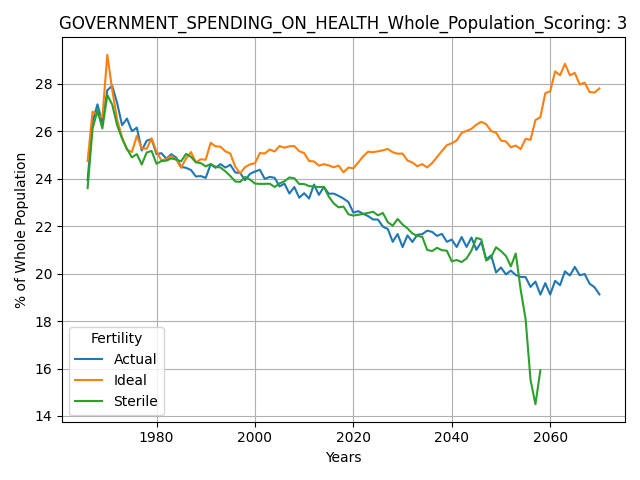 GOVERNMENT_SPENDING_ON_HEALTH_Whole_Population_Scoring: 3
% of Whole Population
28
26
24
22
20
18
16
14
Fertility
Actual
Ideal
Sterile
1980
2000
2020
2040
2060
Years